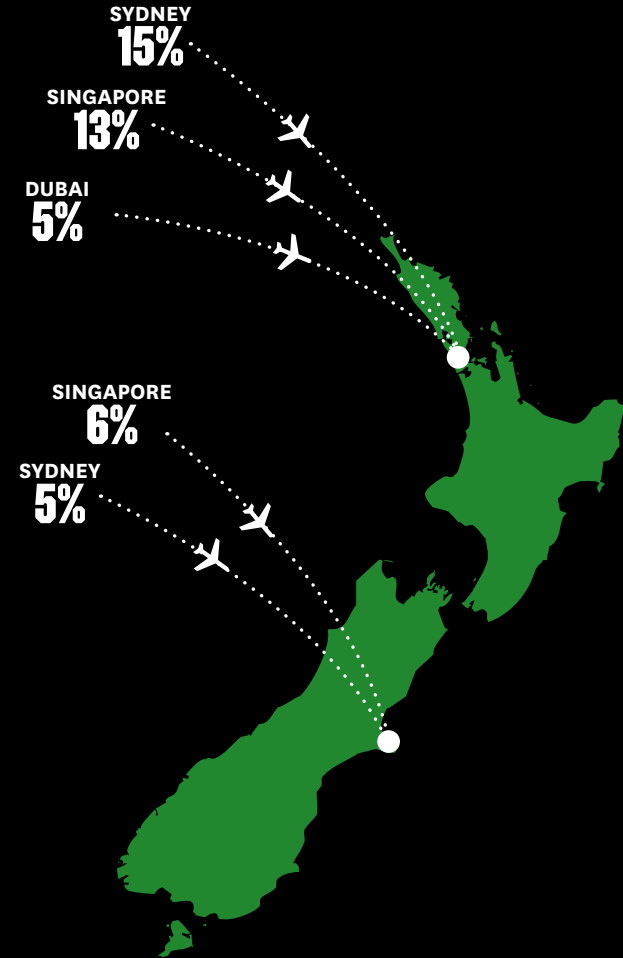 SYDNEY
15%
SINGAPORE
13%
DUBAI
5%
SINGAPORE
6%
SYDNEY
5%